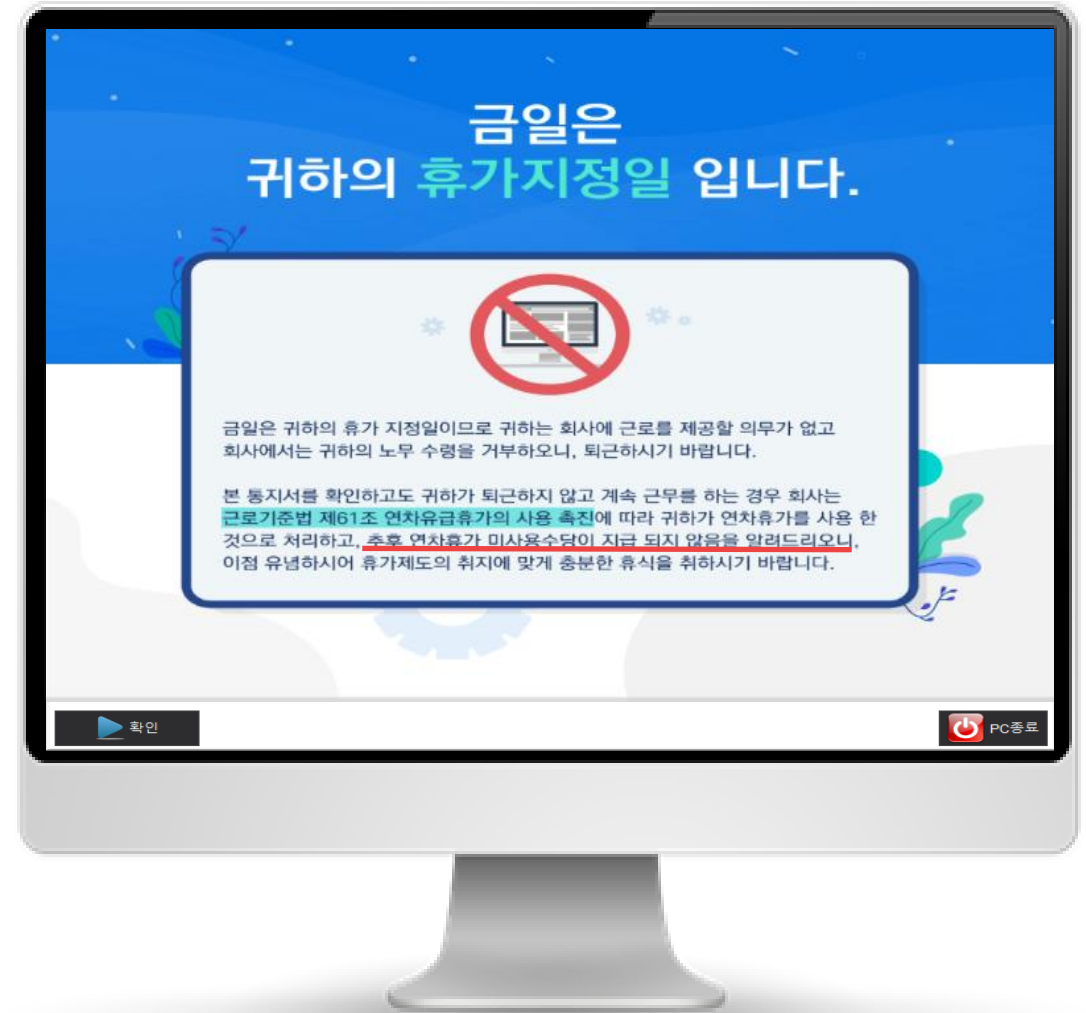 금일은
귀하의 휴가지정일 입니다.
금일은 귀하의 휴가 지정일이므로 귀하는 회사에 근로를 제공할 의무가 없고
회사에서는 귀하의 노무 수령을 거부하오니, 퇴근하시기 바랍니다.
본 통지서를 확인하고도 귀하가 퇴근하지 않고 계속 근무를 하는 경우 회사는
근로기준법 제61조 연차유급휴가의 사용 촉진에 따라 귀하가 연차휴가를 사용 한
것으로 처리하고, 추후 연차휴가 미사용수당이 지급 되지 않음을 알려드리오니,
이점 유념하시어 휴가제도의 취지에 맞게 충분한 휴식을 취하시기 바랍니다.
확인
PC종료